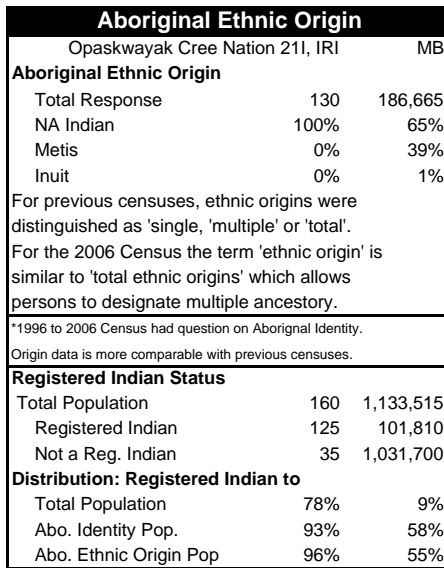 Aboriginal Ethnic Origin
Opaskwayak Cree Nation 21I, IRI MB
Aboriginal Ethnic Origin
Total Response 130 186,665
NA Indian 100% 65%
Metis 0% 39%
Inuit 0% 1%
For previous censuses, ethnic origins were
distinguished as 'single, 'multiple' or 'total'.
For the 2006 Census the term 'ethnic origin' is
similar to 'total ethnic origins' which allows
persons to designate multiple ancestory.
*1996 to 2006 Census had question on Aborignal Identity.
Origin data is more comparable with previous censuses.
Registered Indian Status
Total Population 160 1,133,515
Registered Indian 125 101,810
Not a Reg. Indian 35 1,031,700
Distribution: Registered Indian to
Total Population 78% 9%
Abo. Identity Pop. 93% 58%
Abo. Ethnic Origin Pop 96% 55%